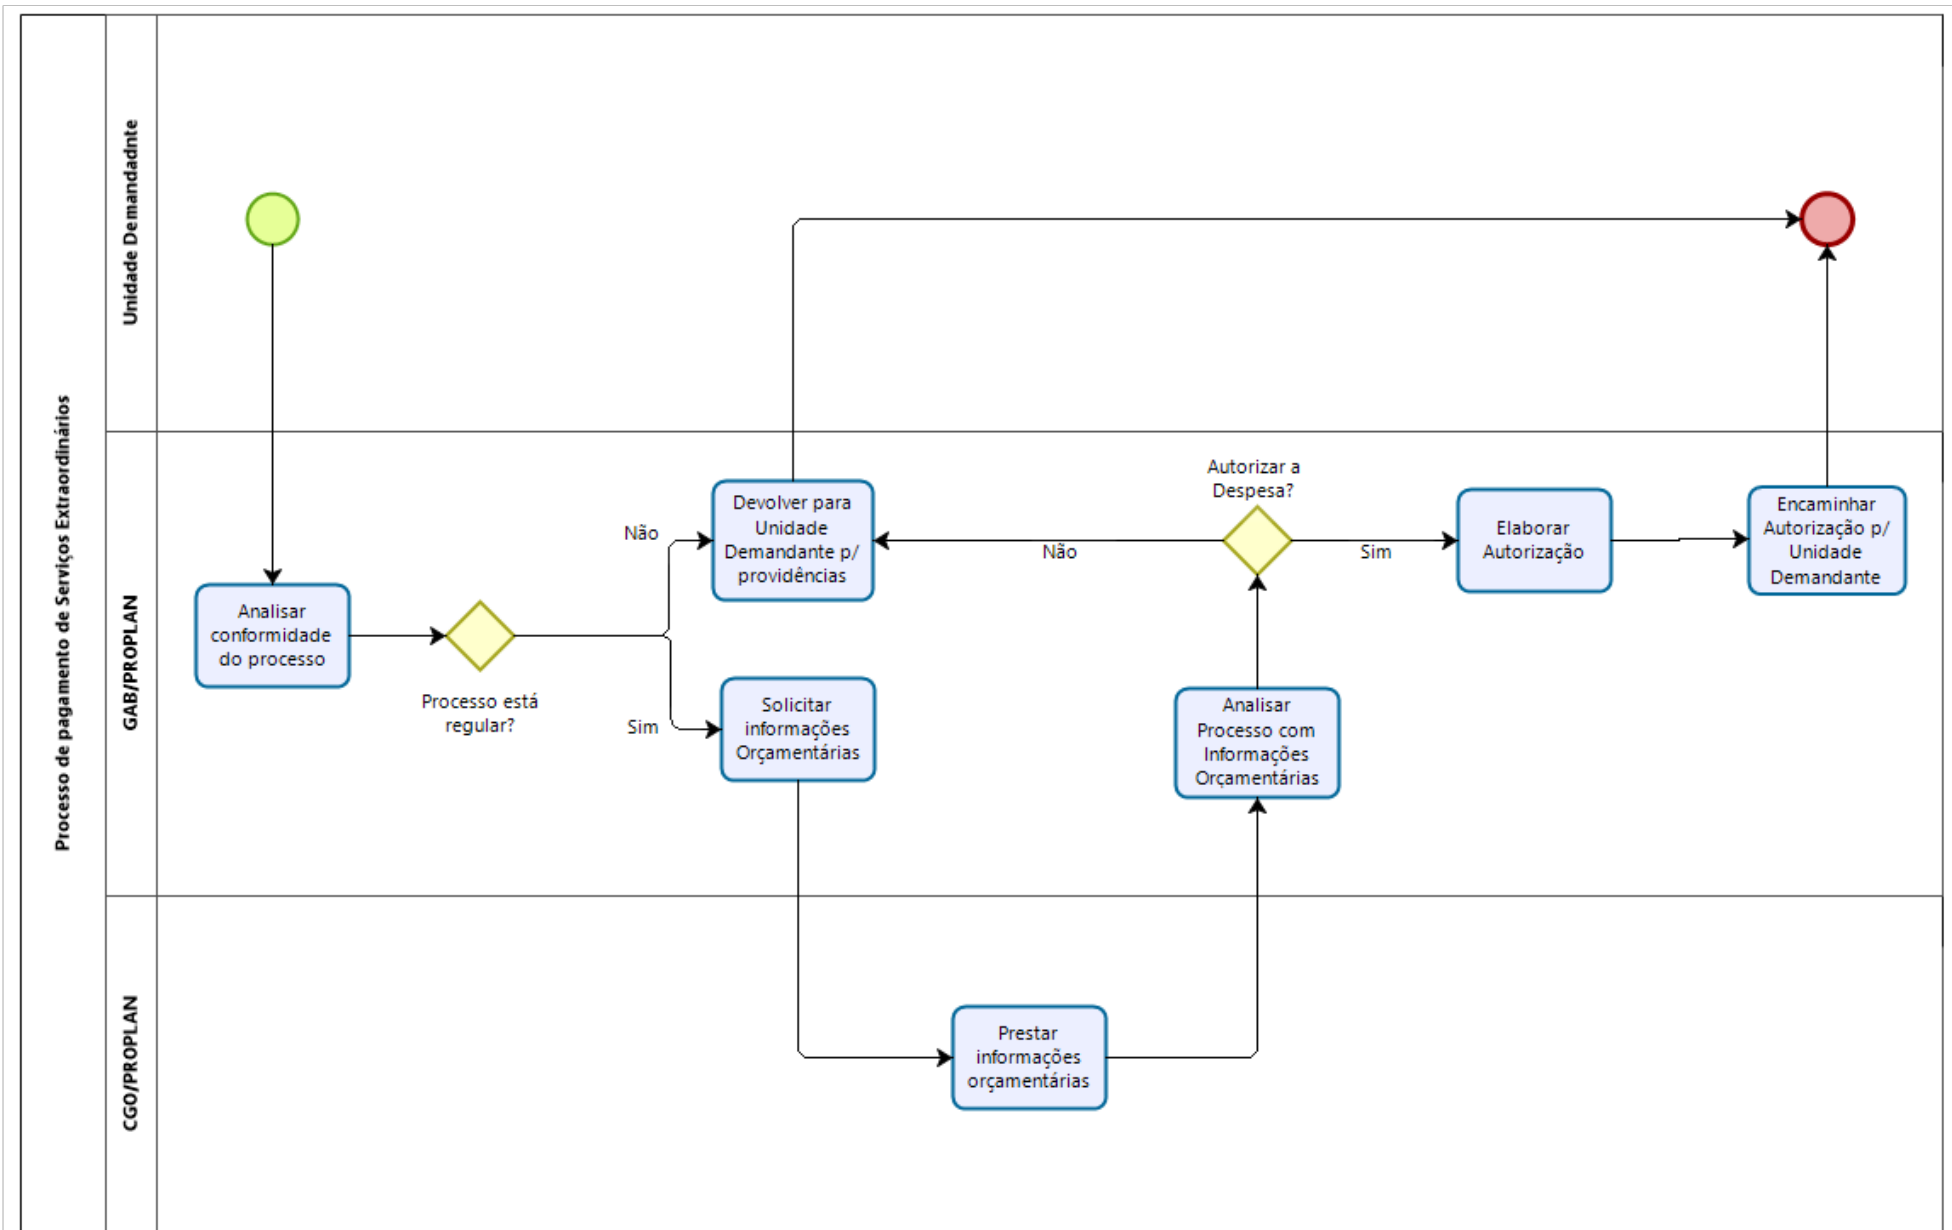 Processo de pagamento de Serviços Extraordinários
Unidade Demandadnte
GAB/PROPLAN
CGO/PROPLAN
Analisar
conformidade
do processo
Processo está
regular?
Não
Sim
Devolver para
Unidade
Demandante p/
providências
Solicitar
informações
Orçamentárias
Prestar
informações
orçamentárias
Analisar
Processo com
Informações
Orçamentárias
Autorizar a
Despesa?
Não
Sim
Elaborar
Autorização
Encaminhar
Autorização p/
Unidade
Demandante